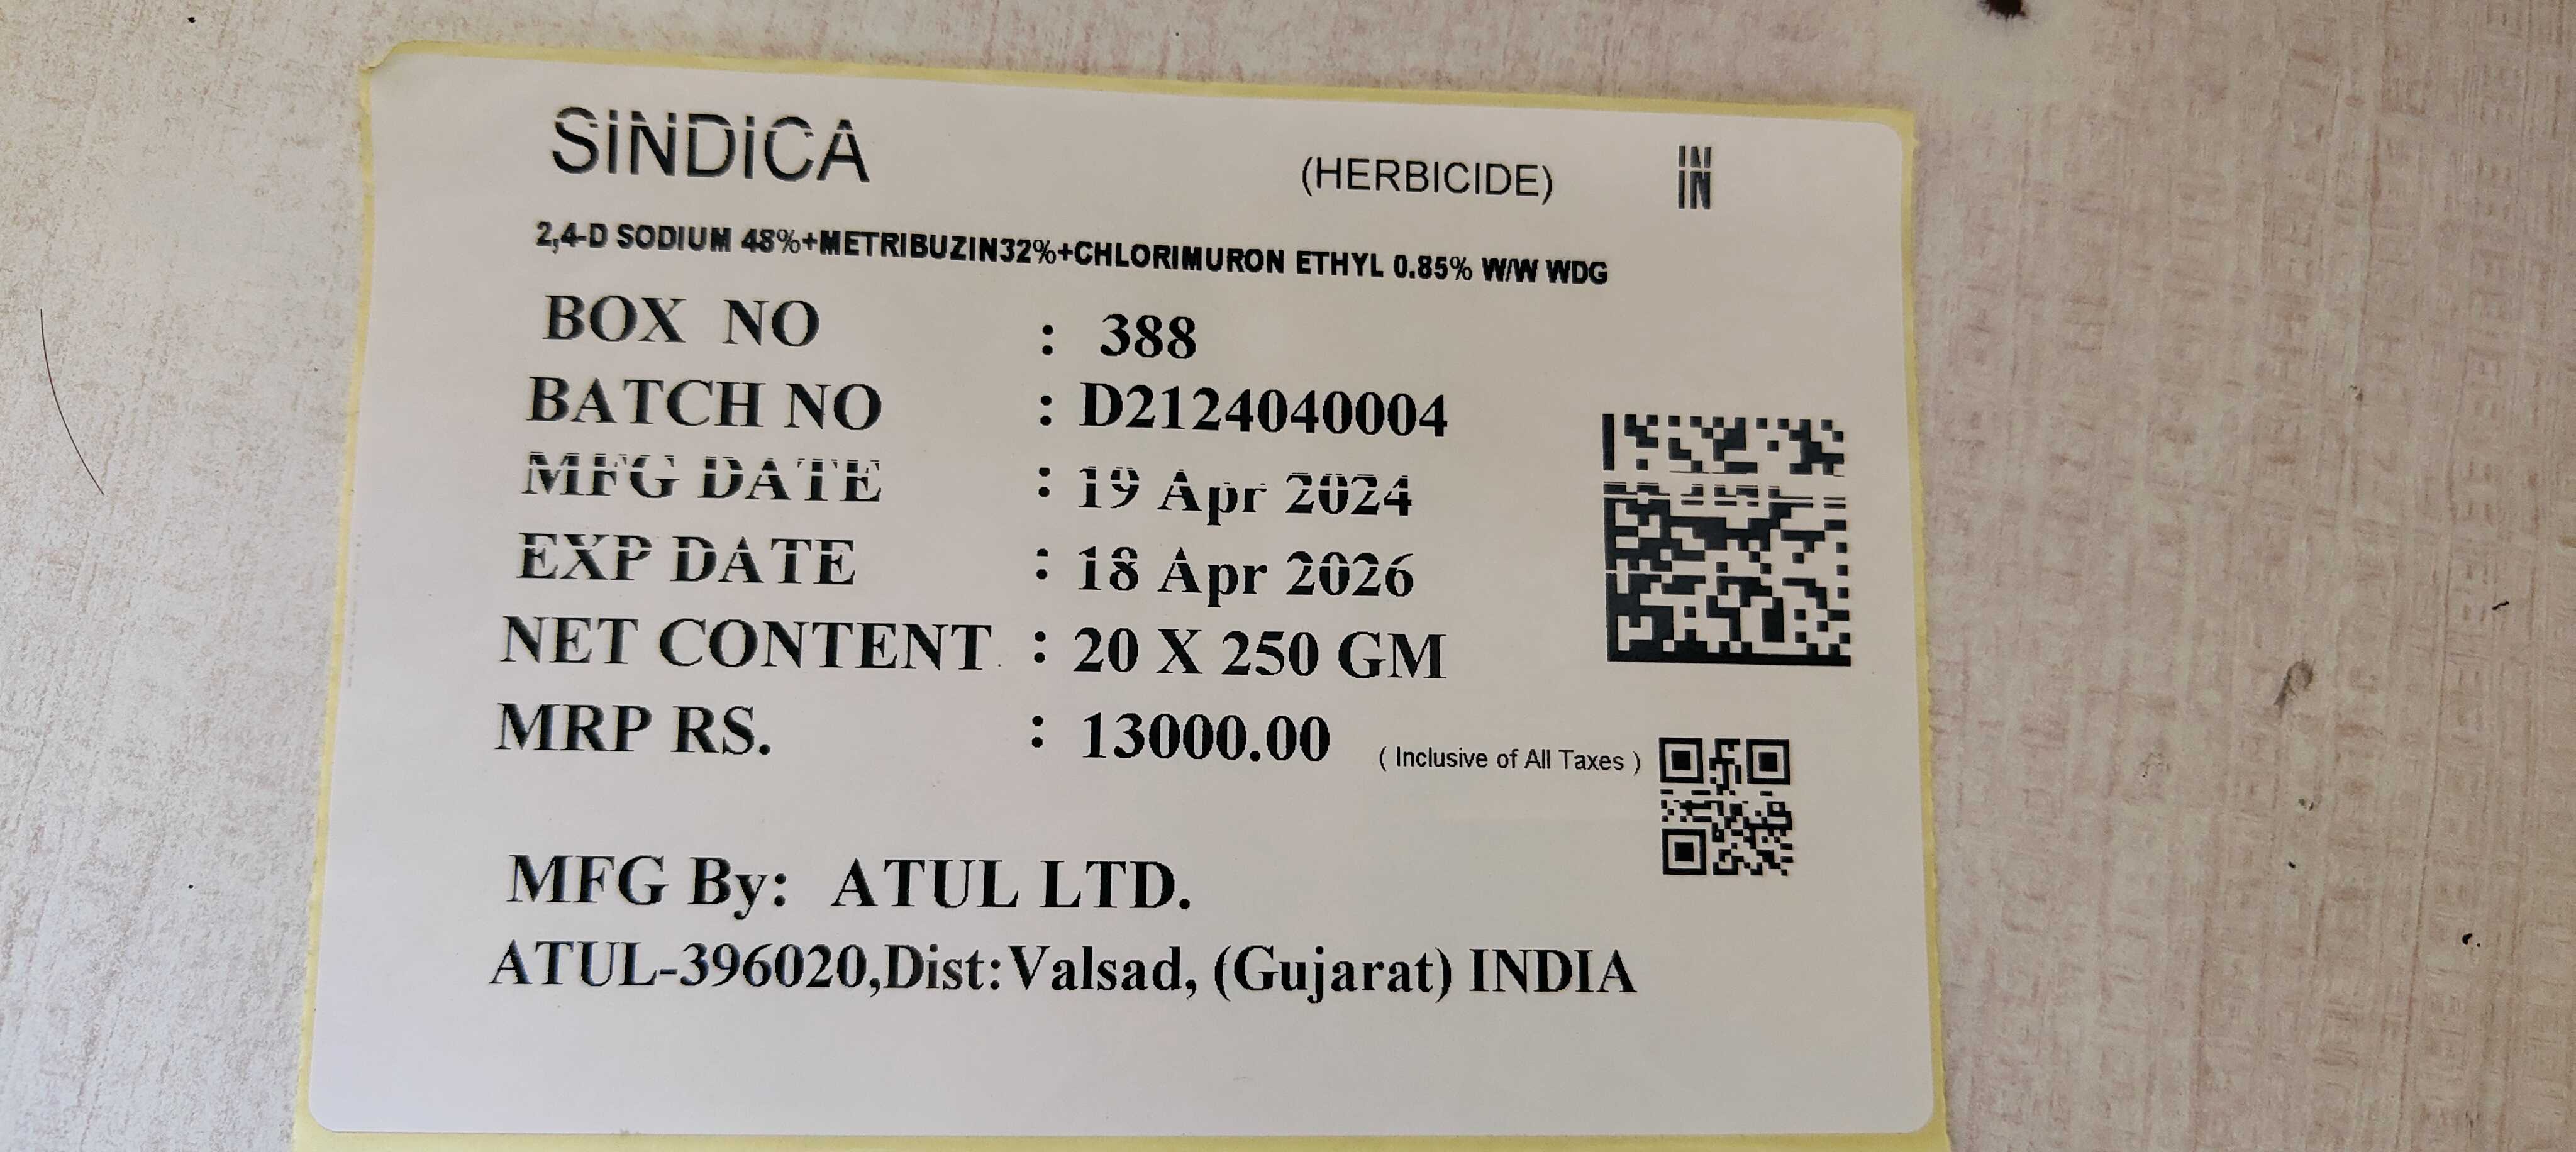 SiNDiCA (HERBICIDE) IN
2,4-D SODIUM 48%+METRIBUZIN32%+CHLORIMURON ETHYL 0.85% W/W WDG
BOX NO : 388
BATCH NO : D2124040004
MFG DATE : 19 Apr 2024
EXP DATE : 18 Apr 2026
NET CONTENT : 20 X 250 GM
MRP RS. : 13000.00 ( Inclusive of All Taxes )
MFG By: ATUL LTD.
ATUL-396020,Dist:Valsad, (Gujarat) INDIA